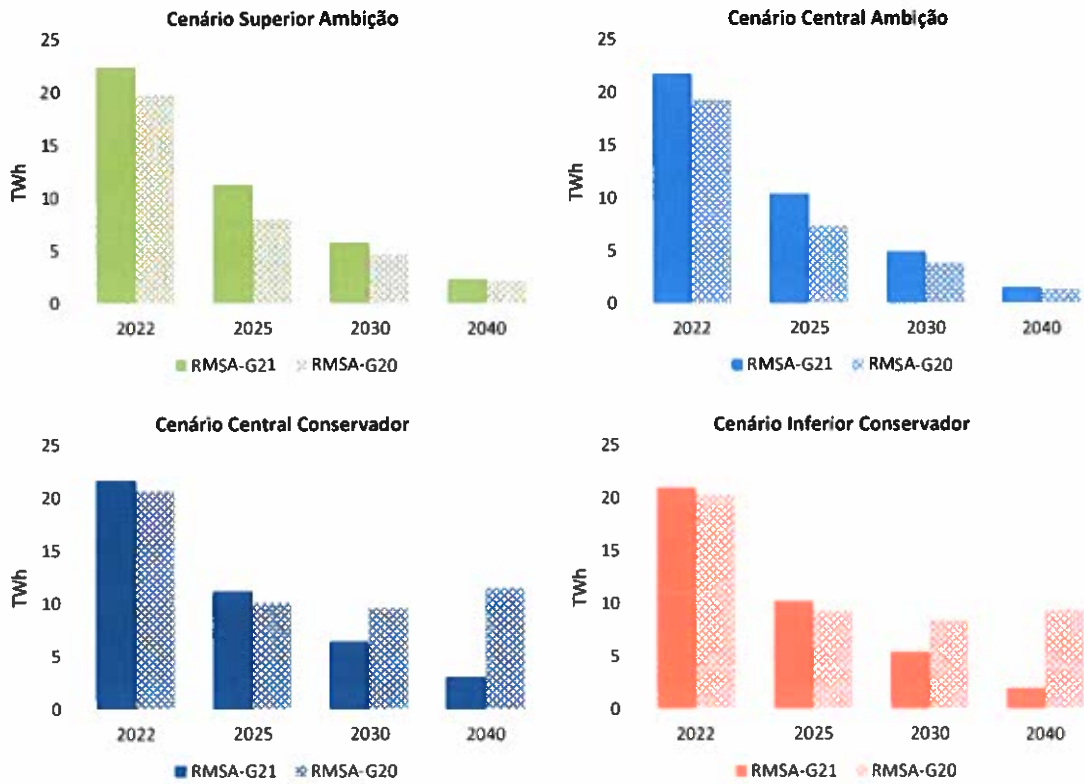 Cenário Superior Ambição
25
20
15
10
5
0
TWh
2022 2025 2030 2040
RMSA-G21 RMSA-G20
Cenário Central Ambição
25
20
15
10
5
0
TWh
2022 2025 2030 2040
RMSA-G21 RMSA-G20
Cenário Central Conservador
25
20
15
10
5
0
TWh
2022 2025 2030 2040
RMSA-G21 RMSA-G20
Cenário Inferior Conservador
25
20
15
10
5
0
TWh
2022 2025 2030 2040
RMSA-G21 RMSA-G20